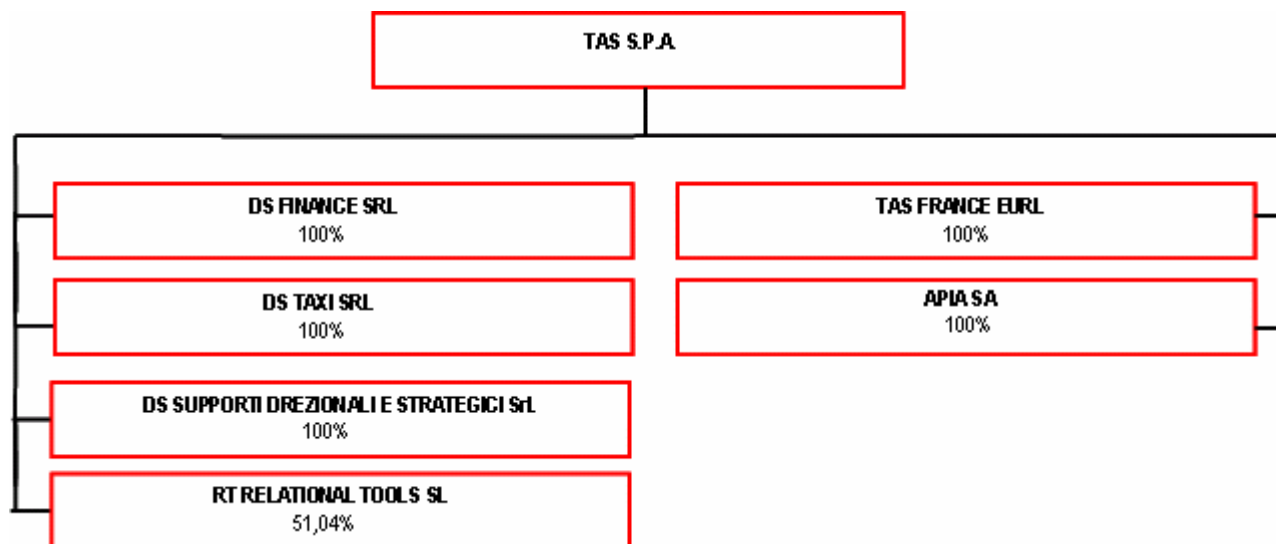 TAS S.P.A.
DS FINANCE SRL
100%
TAS FRANCE EURL
100%
DS TAXI SRL
100%
APIA SA
100%
DS SUPPORTI DREZIONALI E STRATEGICI SrL
100%
RT RELATIONAL TOOLS SL
51,04%